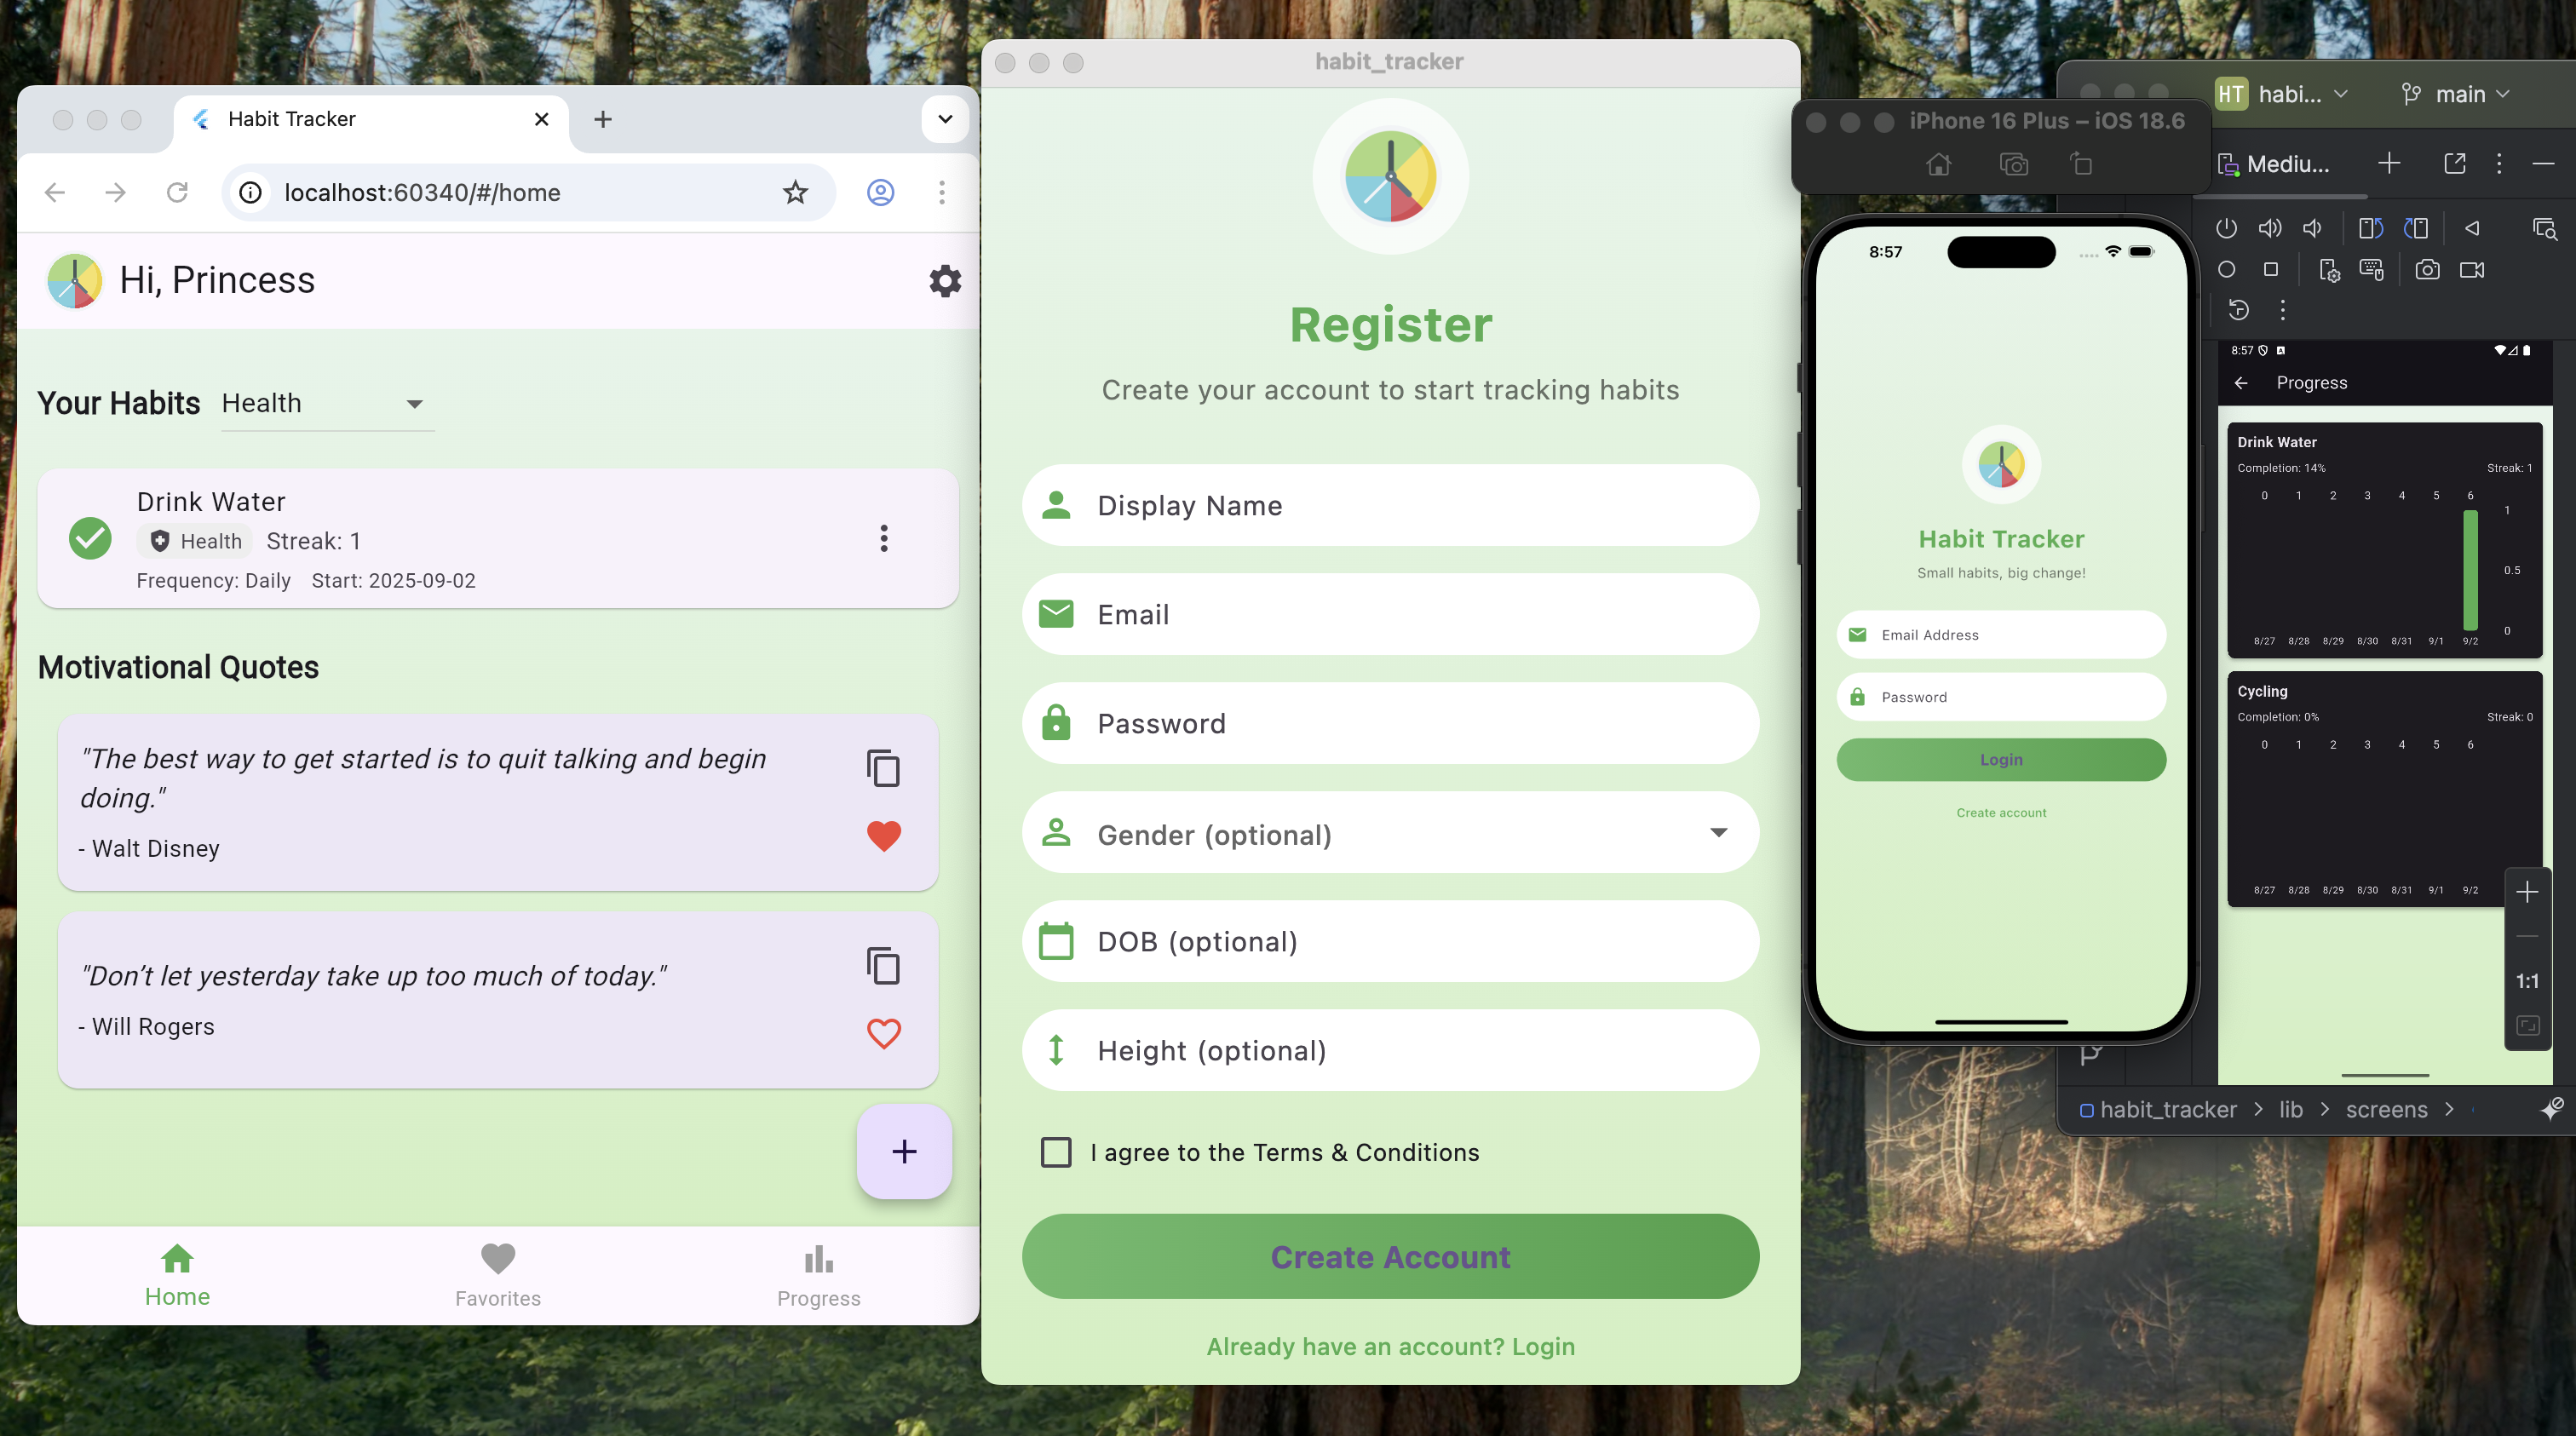 Habit Tracker
localhost:60340/#/home
Hi, Princess
Your Habits Health
Drink Water
Health Streak: 1
Frequency: Daily Start: 2025-09-02
Motivational Quotes
"The best way to get started is to quit talking and begin
doing."
- Walt Disney
"Don’t let yesterday take up too much of today."
- Will Rogers
+
Home Favorites Progress
habit_tracker
Register
Create your account to start tracking habits
Display Name
Email
Password
Gender (optional)
DOB (optional)
Height (optional)
I agree to the Terms & Conditions
Create Account
Already have an account? Login
iPhone 16 Plus – iOS 18.6
8:57
Habit Tracker
Small habits, big change!
Email Address
Password
Login
Create account
HT habi... main
Mediu...
8:57
Progress
Drink Water
Completion: 14% Streak: 1
0 1 2 3 4 5 6
1
0.5
0
8/27 8/28 8/29 8/30 8/31 9/1 9/2
Cycling
Completion: 0% Streak: 0
0 1 2 3 4 5 6
8/27 8/28 8/29 8/30 8/31 9/1 9/2
1:1
habit_tracker > lib > screens >